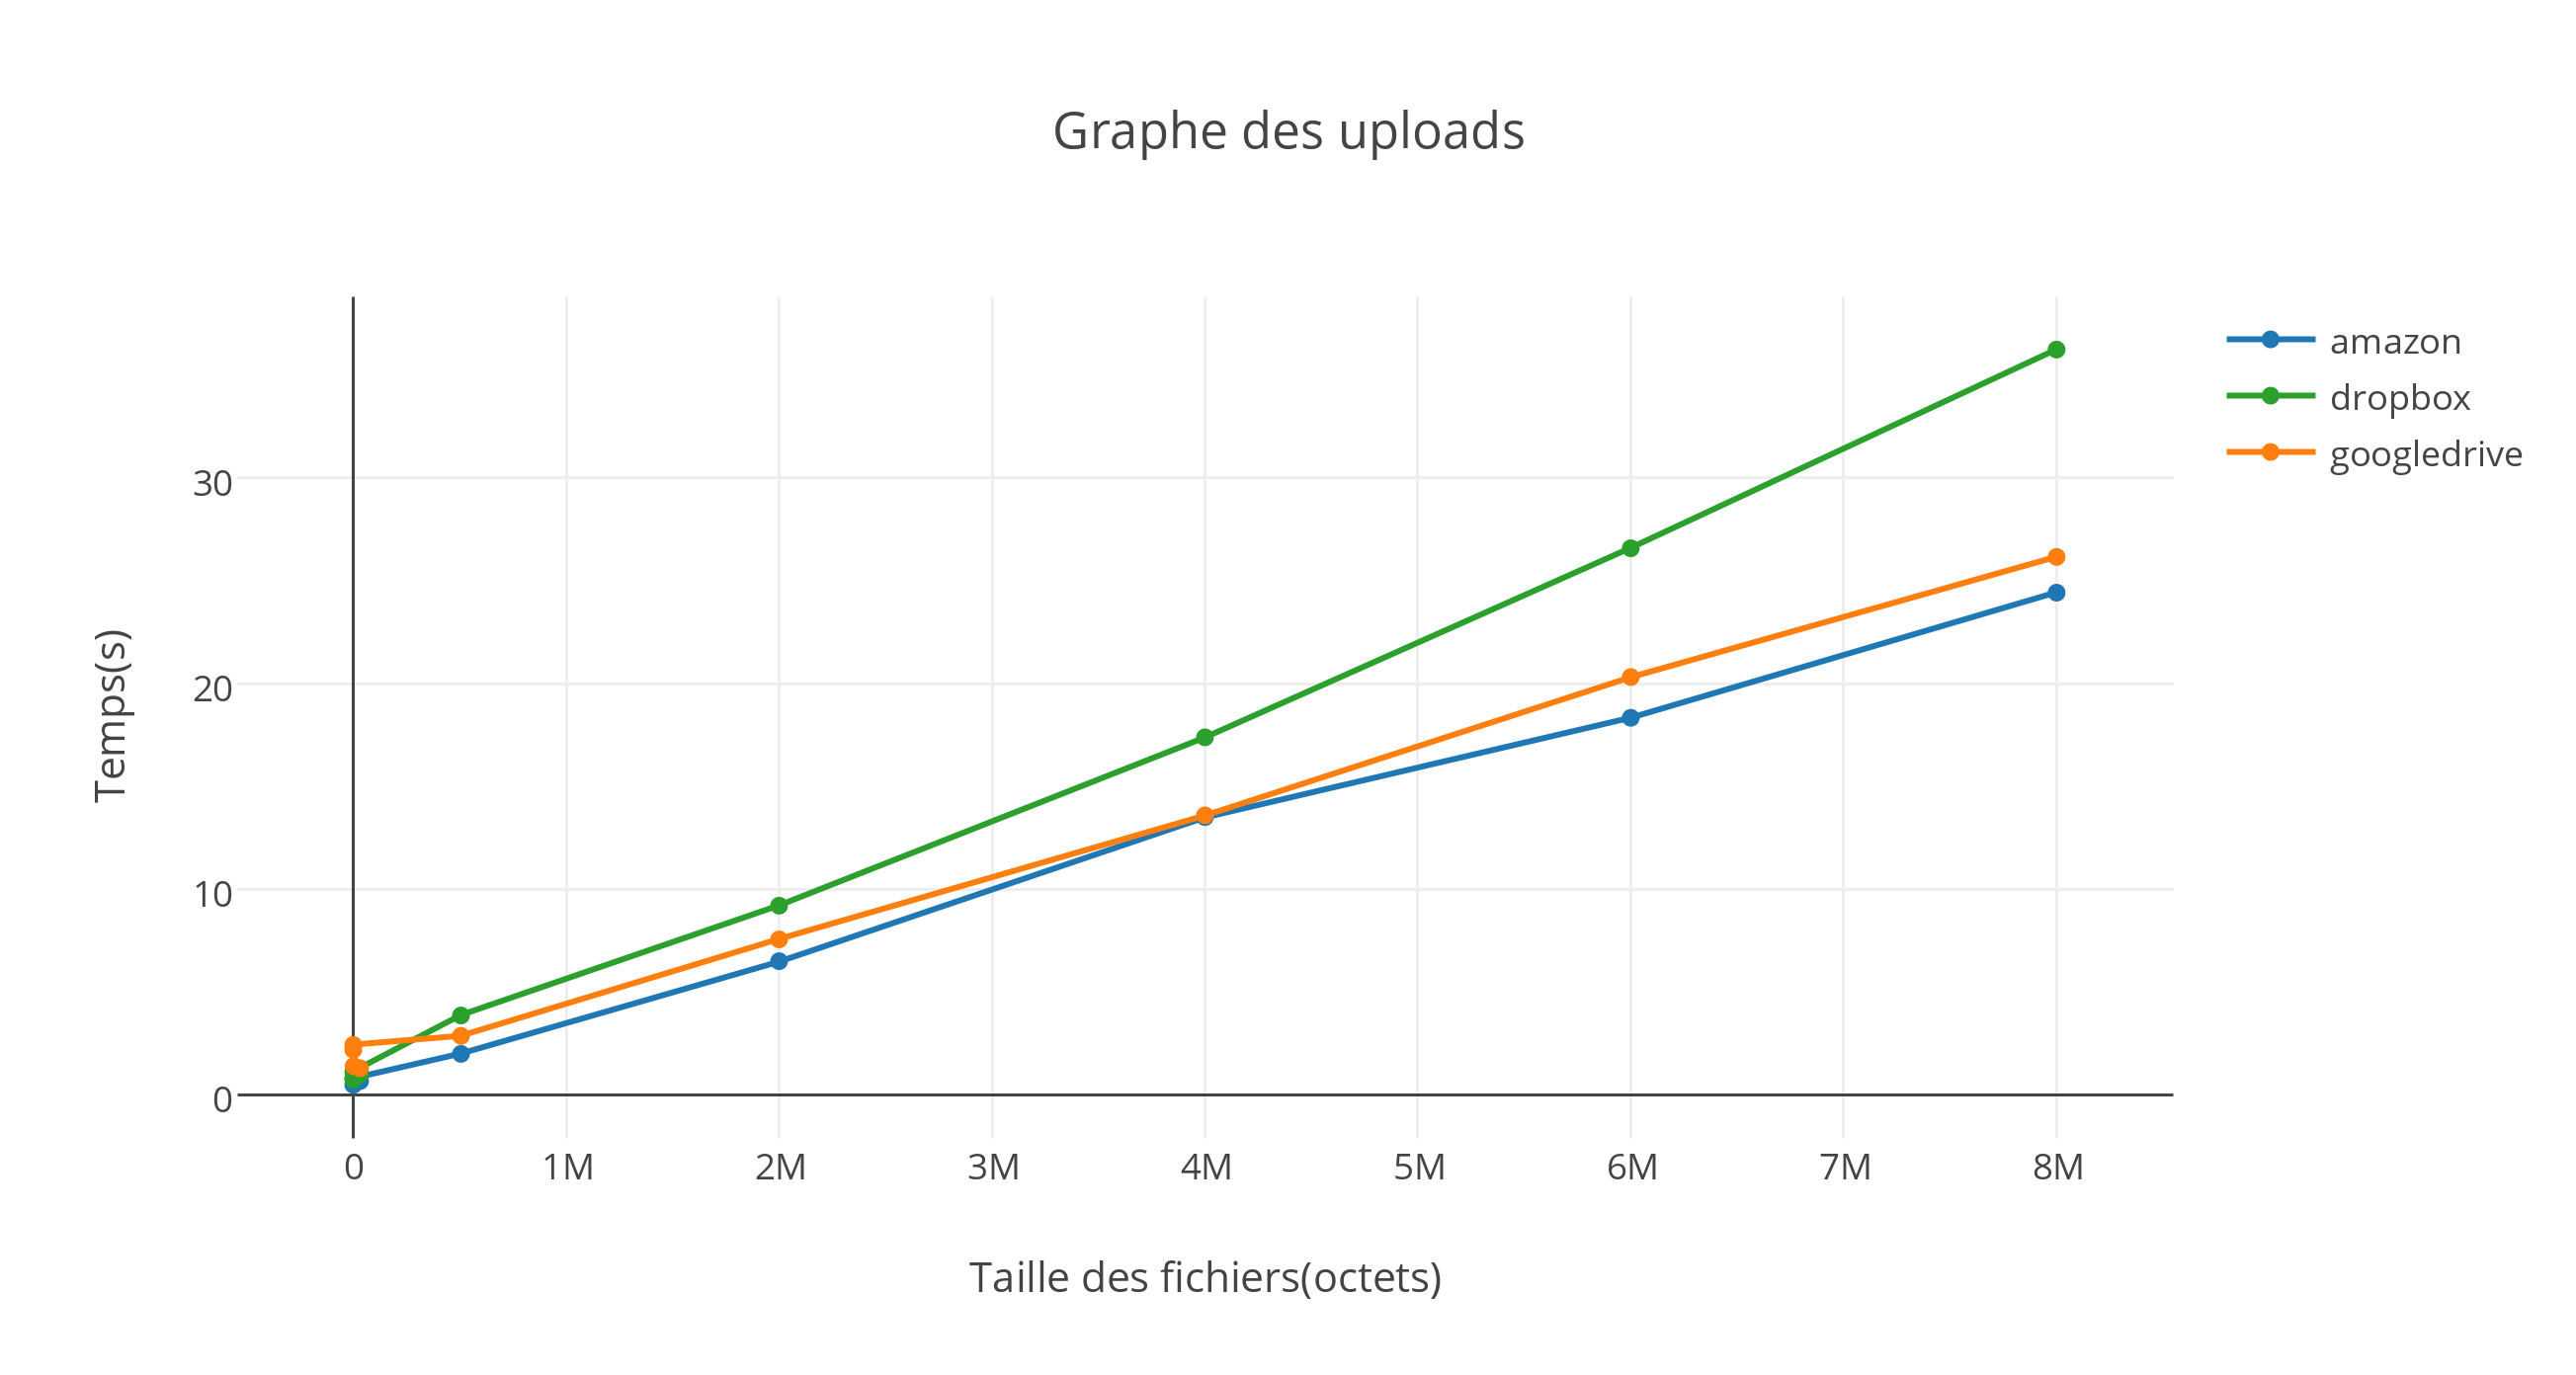 Graphe des uploads
amazon
dropbox
googledrive
Temps(s)
30
20
10
0
0 1M 2M 3M 4M 5M 6M 7M 8M
Taille des fichiers(octets)